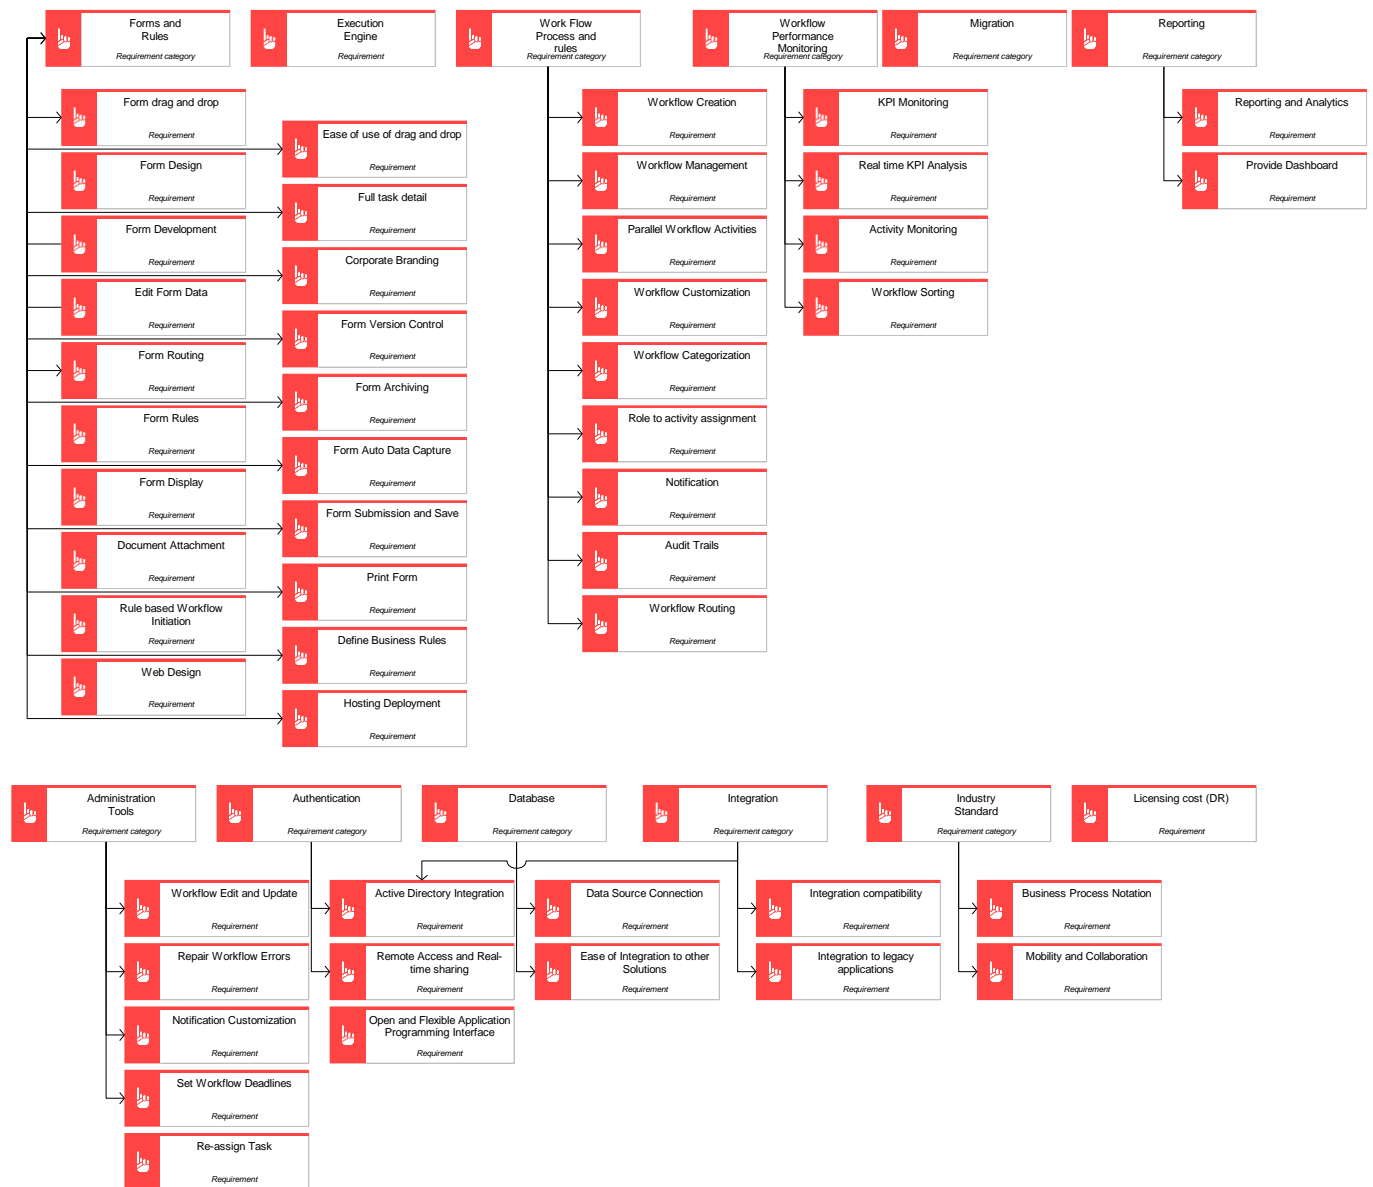 Forms and
Rules
Requirement category
Execution
Engine
Requirement
Work Flow
Process and
rules
Requirement category
Workflow
Performance
Monitoring
Requirement category
Migration
Requirement category
Reporting
Requirement category
Form drag and drop
Requirement
Form Design
Requirement
Form Development
Requirement
Edit Form Data
Requirement
Form Routing
Requirement
Form Rules
Requirement
Form Display
Requirement
Document Attachment
Requirement
Rule based Workflow
Initiation
Requirement
Web Design
Requirement
Ease of use of drag and drop
Requirement
Full task detail
Requirement
Corporate Branding
Requirement
Form Version Control
Requirement
Form Archiving
Requirement
Form Auto Data Capture
Requirement
Form Submission and Save
Requirement
Print Form
Requirement
Define Business Rules
Requirement
Hosting Deployment
Requirement
Workflow Creation
Requirement
Workflow Management
Requirement
Parallel Workflow Activities
Requirement
Workflow Customization
Requirement
Workflow Categorization
Requirement
Role to activity assignment
Requirement
Notification
Requirement
Audit Trails
Requirement
Workflow Routing
Requirement
KPI Monitoring
Requirement
Real time KPI Analysis
Requirement
Activity Monitoring
Requirement
Workflow Sorting
Requirement
Reporting and Analytics
Requirement
Provide Dashboard
Requirement
Administration
Tools
Requirement category
Authentication
Requirement category
Database
Requirement category
Integration
Requirement category
Industry
Standard
Requirement category
Licensing cost (DR)
Requirement
Workflow Edit and Update
Requirement
Repair Workflow Errors
Requirement
Notification Customization
Requirement
Set Workflow Deadlines
Requirement
Re-assign Task
Requirement
Active Directory Integration
Requirement
Remote Access and Real-
time sharing
Requirement
Open and Flexible Application
Programming Interface
Requirement
Data Source Connection
Requirement
Ease of Integration to other
Solutions
Requirement
Integration compatibility
Requirement
Integration to legacy
applications
Requirement
Business Process Notation
Requirement
Mobility and Collaboration
Requirement